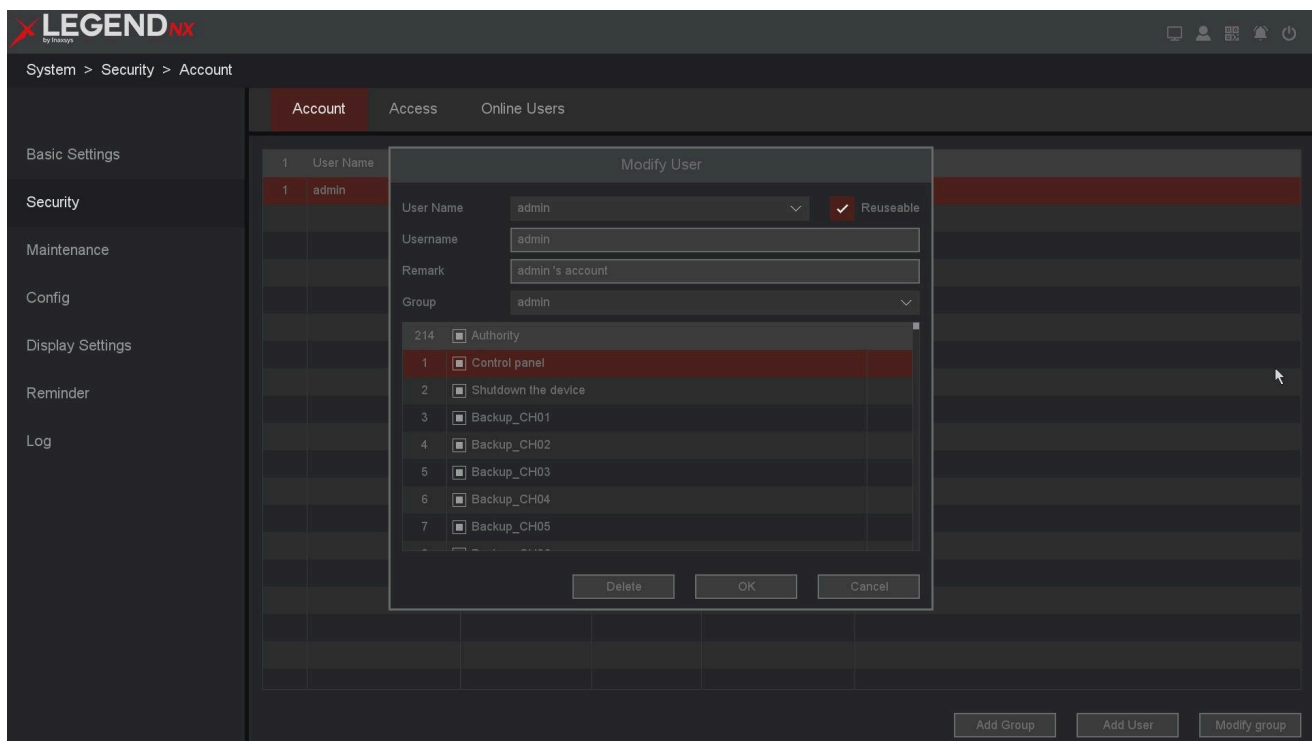 LEGEND NX
by Inaxsys
System > Security > Account
Account Access Online Users
Basic Settings
Security
Maintenance
Config
Display Settings
Reminder
Log
1 User Name
1 admin
Modify User
User Name admin Reuseable
Username admin
Remark admin 's account
Group admin
214 Authority
1 Control panel
2 Shutdown the device
3 Backup_CH01
4 Backup_CH02
5 Backup_CH03
6 Backup_CH04
7 Backup_CH05
Delete OK Cancel
Add Group Add User Modify group